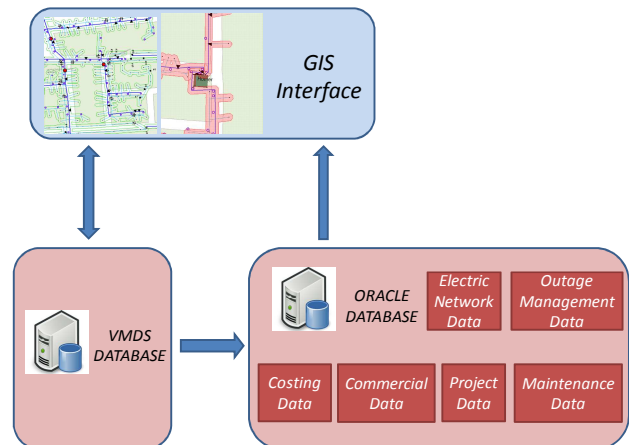 GIS
Interface
VMDS
DATABASE
ORACLE
DATABASE
Electric
Network
Data
Outage
Management
Data
Costing
Data
Commercial
Data
Project
Data
Maintenance
Data